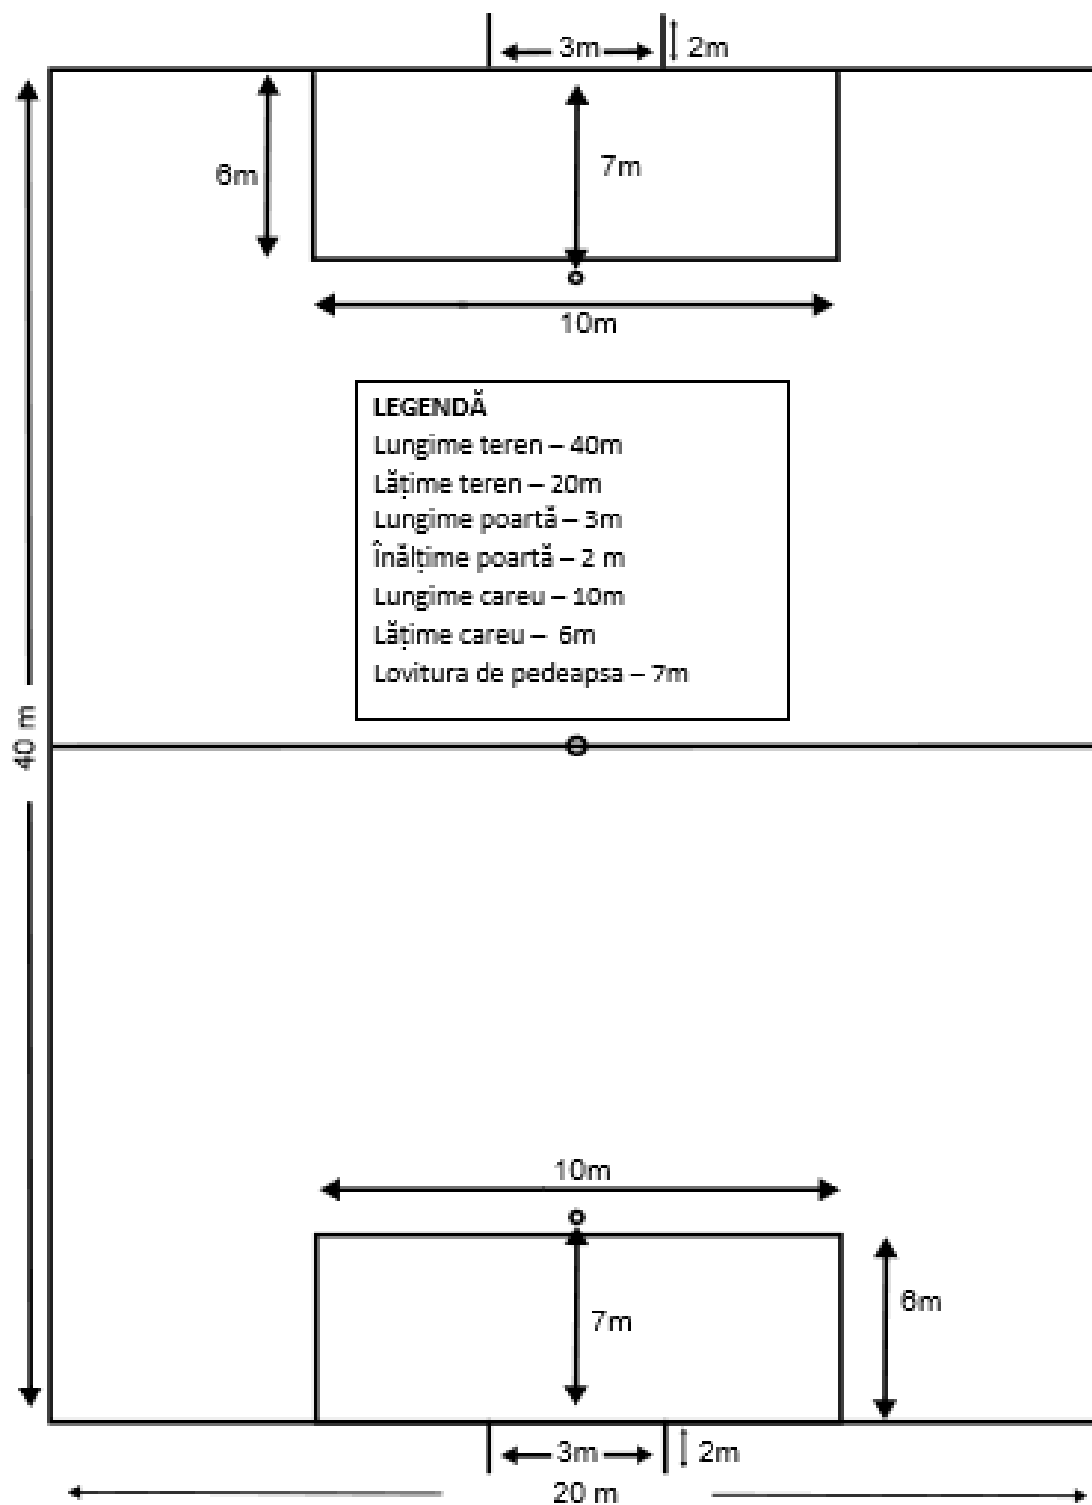 3m
2m
6m
7m
10m
LEGENDĂ
Lungime teren – 40m
Lățime teren – 20m
Lungime poartă – 3m
Înălțime poartă – 2 m
Lungime careu – 10m
Lățime careu –  6m
Lovitura de pedeapsa – 7m
40 m
10m
7m
6m
3m
2m
20 m